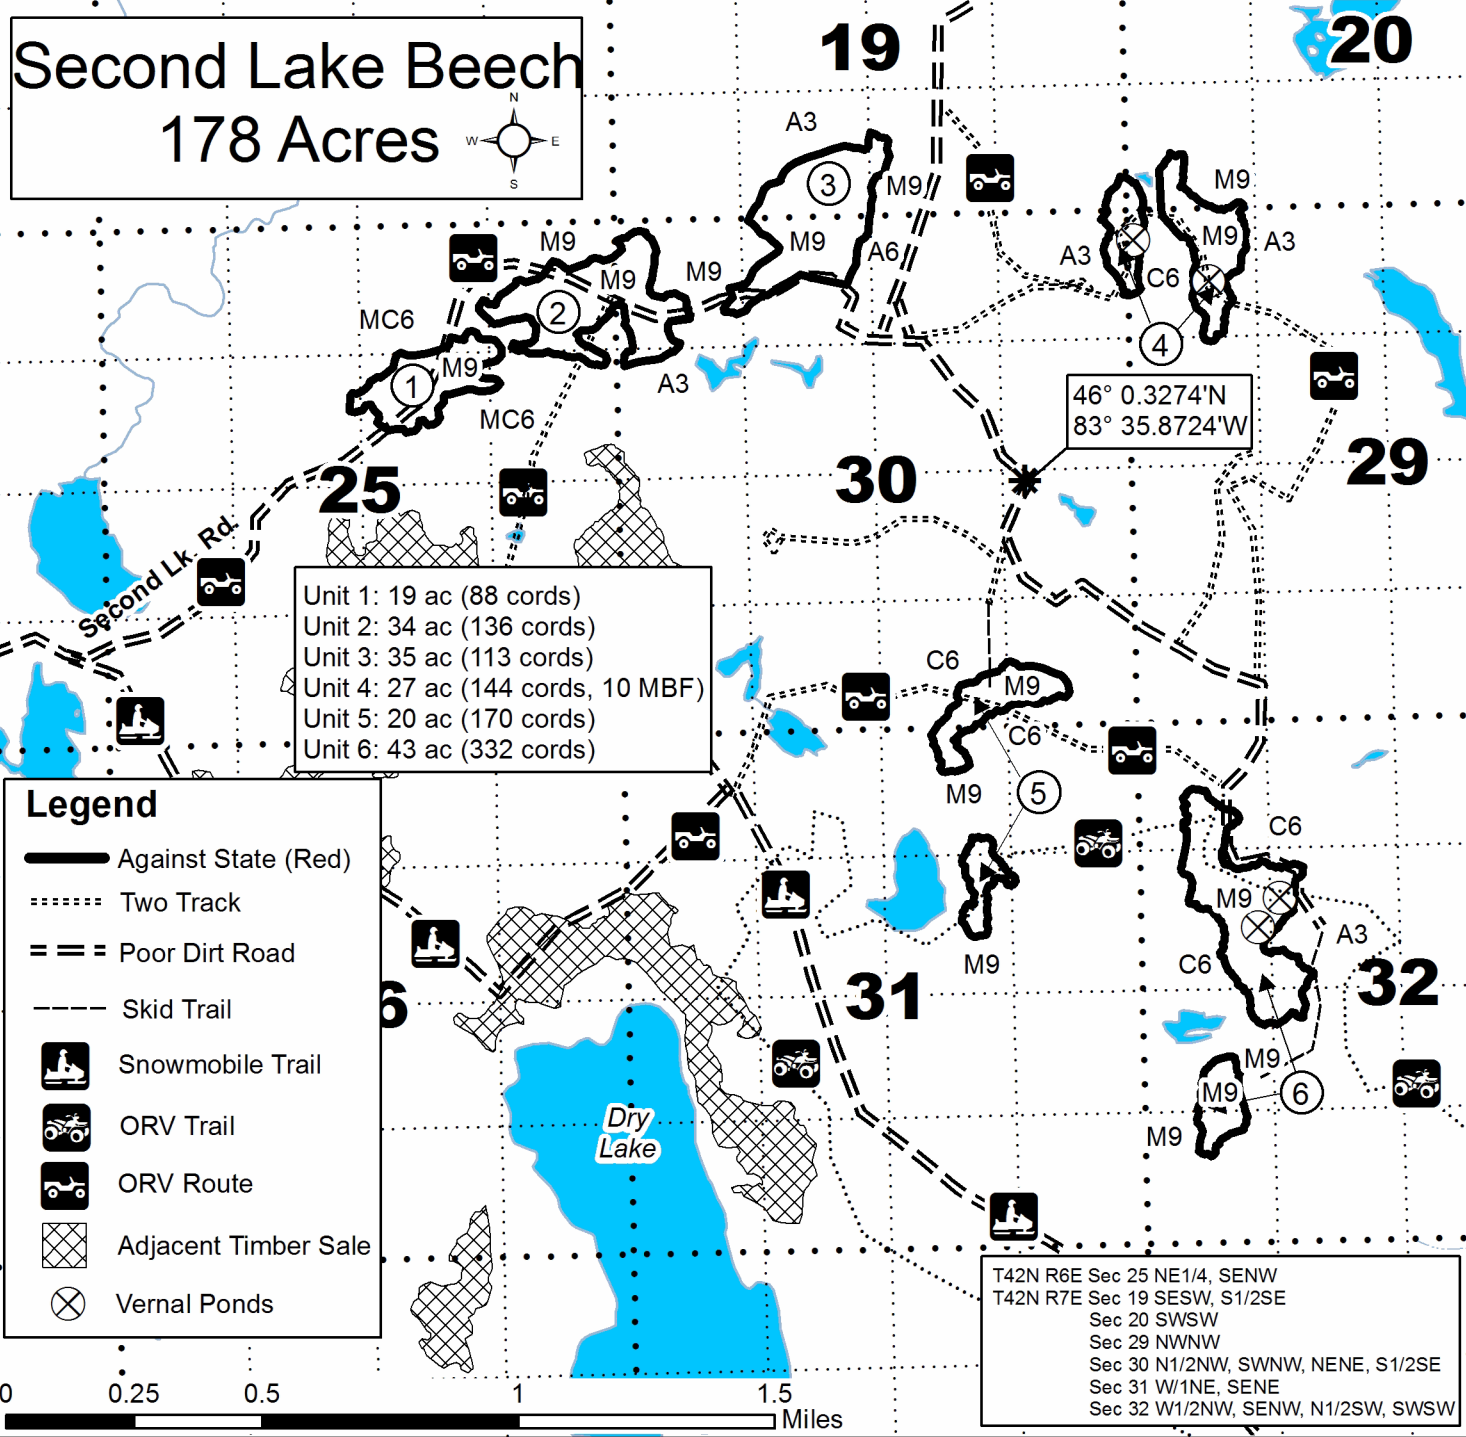 Second Lake Beech
178 Acres
N
W E
S
19
20
A3
3
M9
M9
A6
M9
M9
A3
M9
A3
C6
4
M9
M9
M9
2
MC6
M9
1
A3
MC6
46° 0.3274'N
83° 35.8724'W
25
30
29
Second Lk. Rd.
Unit 1: 19 ac (88 cords)
Unit 2: 34 ac (136 cords)
Unit 3: 35 ac (113 cords)
Unit 4: 27 ac (144 cords, 10 MBF)
Unit 5: 20 ac (170 cords)
Unit 6: 43 ac (332 cords)
C6
M9
C6
M9
5
M9
C6
M9
A3
C6
31
32
6
M9
M9
6
M9
Dry
Lake
Legend
Against State (Red)
Two Track
Poor Dirt Road
Skid Trail
Snowmobile Trail
ORV Trail
ORV Route
Adjacent Timber Sale
Vernal Ponds
T42N R6E Sec 25 NE1/4, SENW
T42N R7E Sec 19 SESW, S1/2SE
Sec 20 SWSW
Sec 29 NWNW
Sec 30 N1/2NW, SWNW, NENE, S1/2SE
Sec 31 W/1NE, SENE
Sec 32 W1/2NW, SENW, N1/2SW, SWSW
0 0.25 0.5 1 1.5
Miles